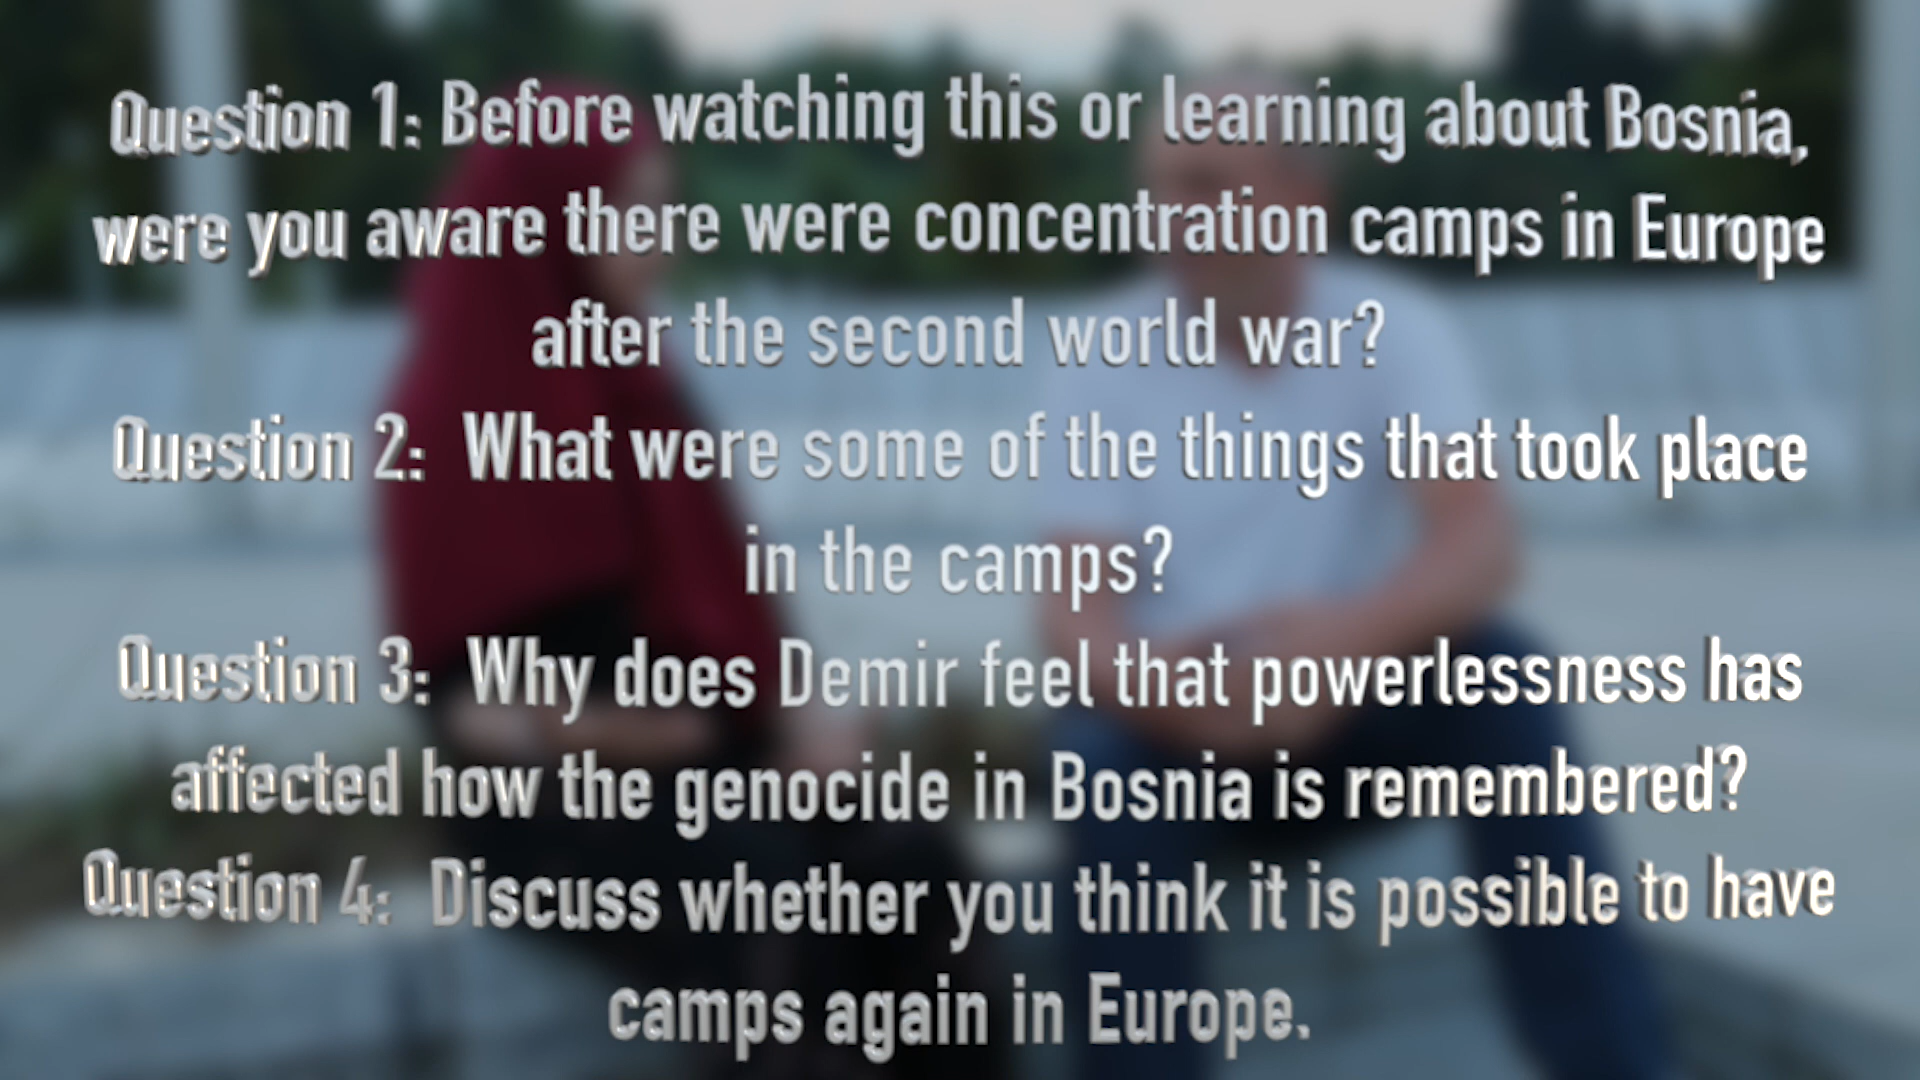 Question 1: Before watching this or learning about Bosnia,
were you aware there were concentration camps in Europe
after the second world war?
Question 2: What were some of the things that took place
in the camps?
Question 3: Why does Demir feel that powerlessness has
affected how the genocide in Bosnia is remembered?
Question 4: Discuss whether you think it is possible to have
camps again in Europe.